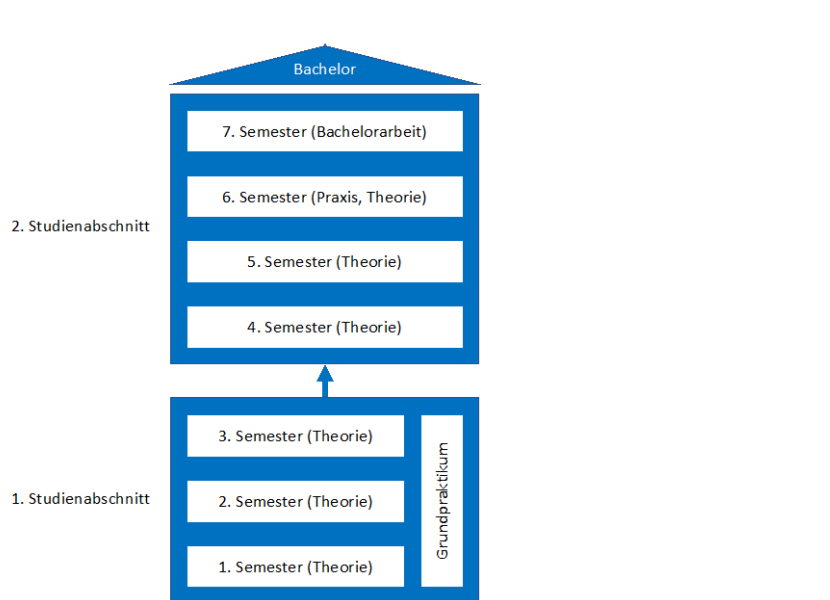 Bachelor
7. Semester (Bachelorarbeit)
6. Semester (Praxis, Theorie)
2. Studienabschnitt
5. Semester (Theorie)
4. Semester (Theorie)
3. Semester (Theorie)
Grundpraktikum
1. Studienabschnitt
2. Semester (Theorie)
1. Semester (Theorie)